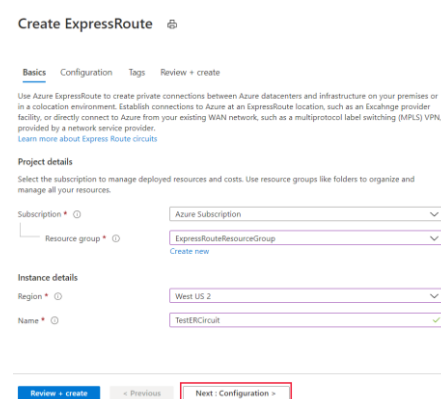 Create ExpressRoute
Basics Configuration Tags Review + create
Use Azure ExpressRoute to create private connections between Azure datacenters and infrastructure on your premises or
in a colocation environment. Establish connections to Azure at an ExpressRoute location, such as an Excahnge provider
facility, or directly connect to Azure from your existing WAN network, such as a multiprotocol label switching (MPLS) VPN,
provided by a network service provider.
Learn more about Express Route circuits
Project details
Select the subscription to manage deployed resources and costs. Use resource groups like folders to organize and
manage all your resources.
Subscription * Azure Subscription
Resource group * ExpressRouteResourceGroup
Create new
Instance details
Region * West US 2
Name * TestERCircuit
Review + create < Previous Next : Configuration >